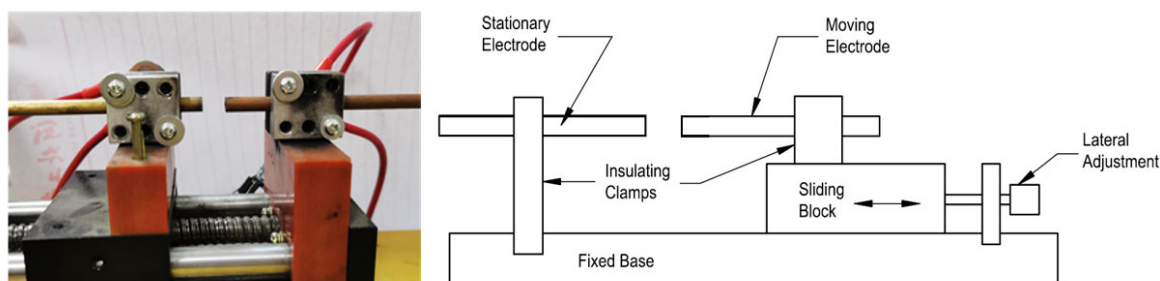 Stationary
Electrode
Moving
Electrode
Insulating
Clamps
Sliding
Block
Lateral
Adjustment
Fixed Base